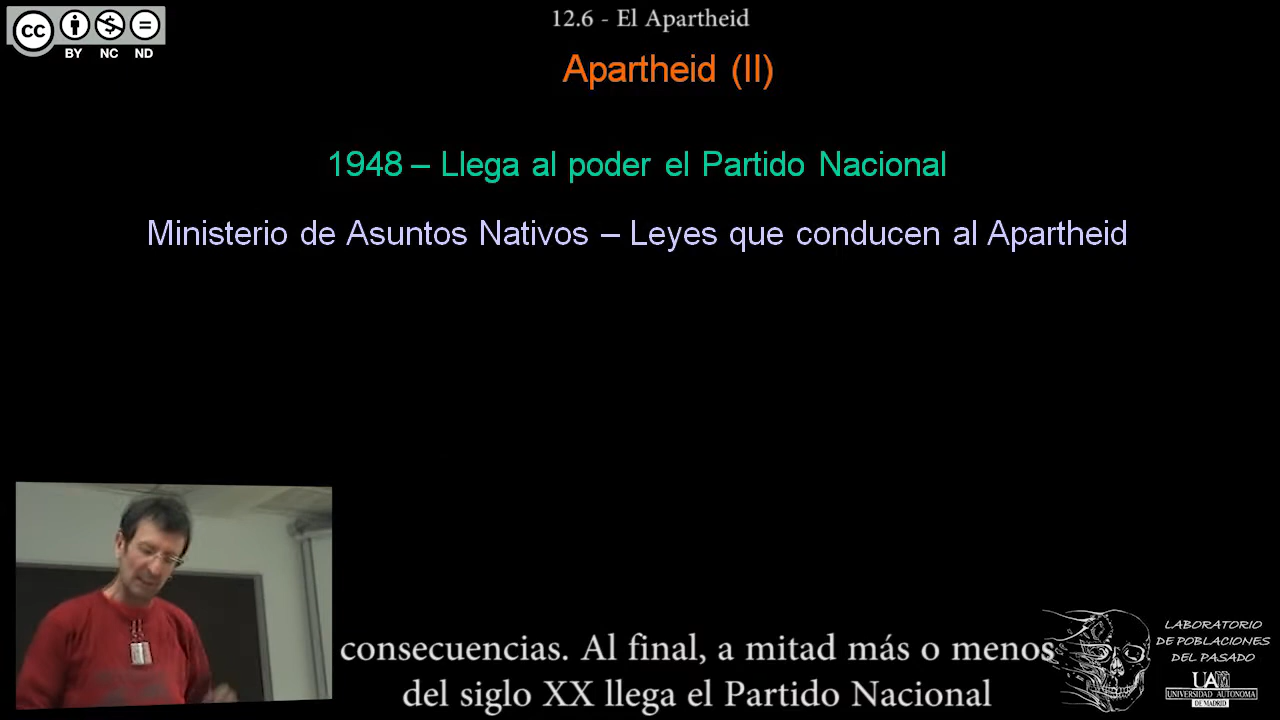 cc
BY NC ND
12.6 - El Apartheid
Apartheid (II)
1948 – Llega al poder el Partido Nacional
Ministerio de Asuntos Nativos – Leyes que conducen al Apartheid
consecuencias. Al final, a mitad más o menos
del siglo XX llega el Partido Nacional
LABORATORIO
DE POBLACIONES
DEL PASADO
UAM
UNIVERSIDAD AUTONOMA
DE MADRID